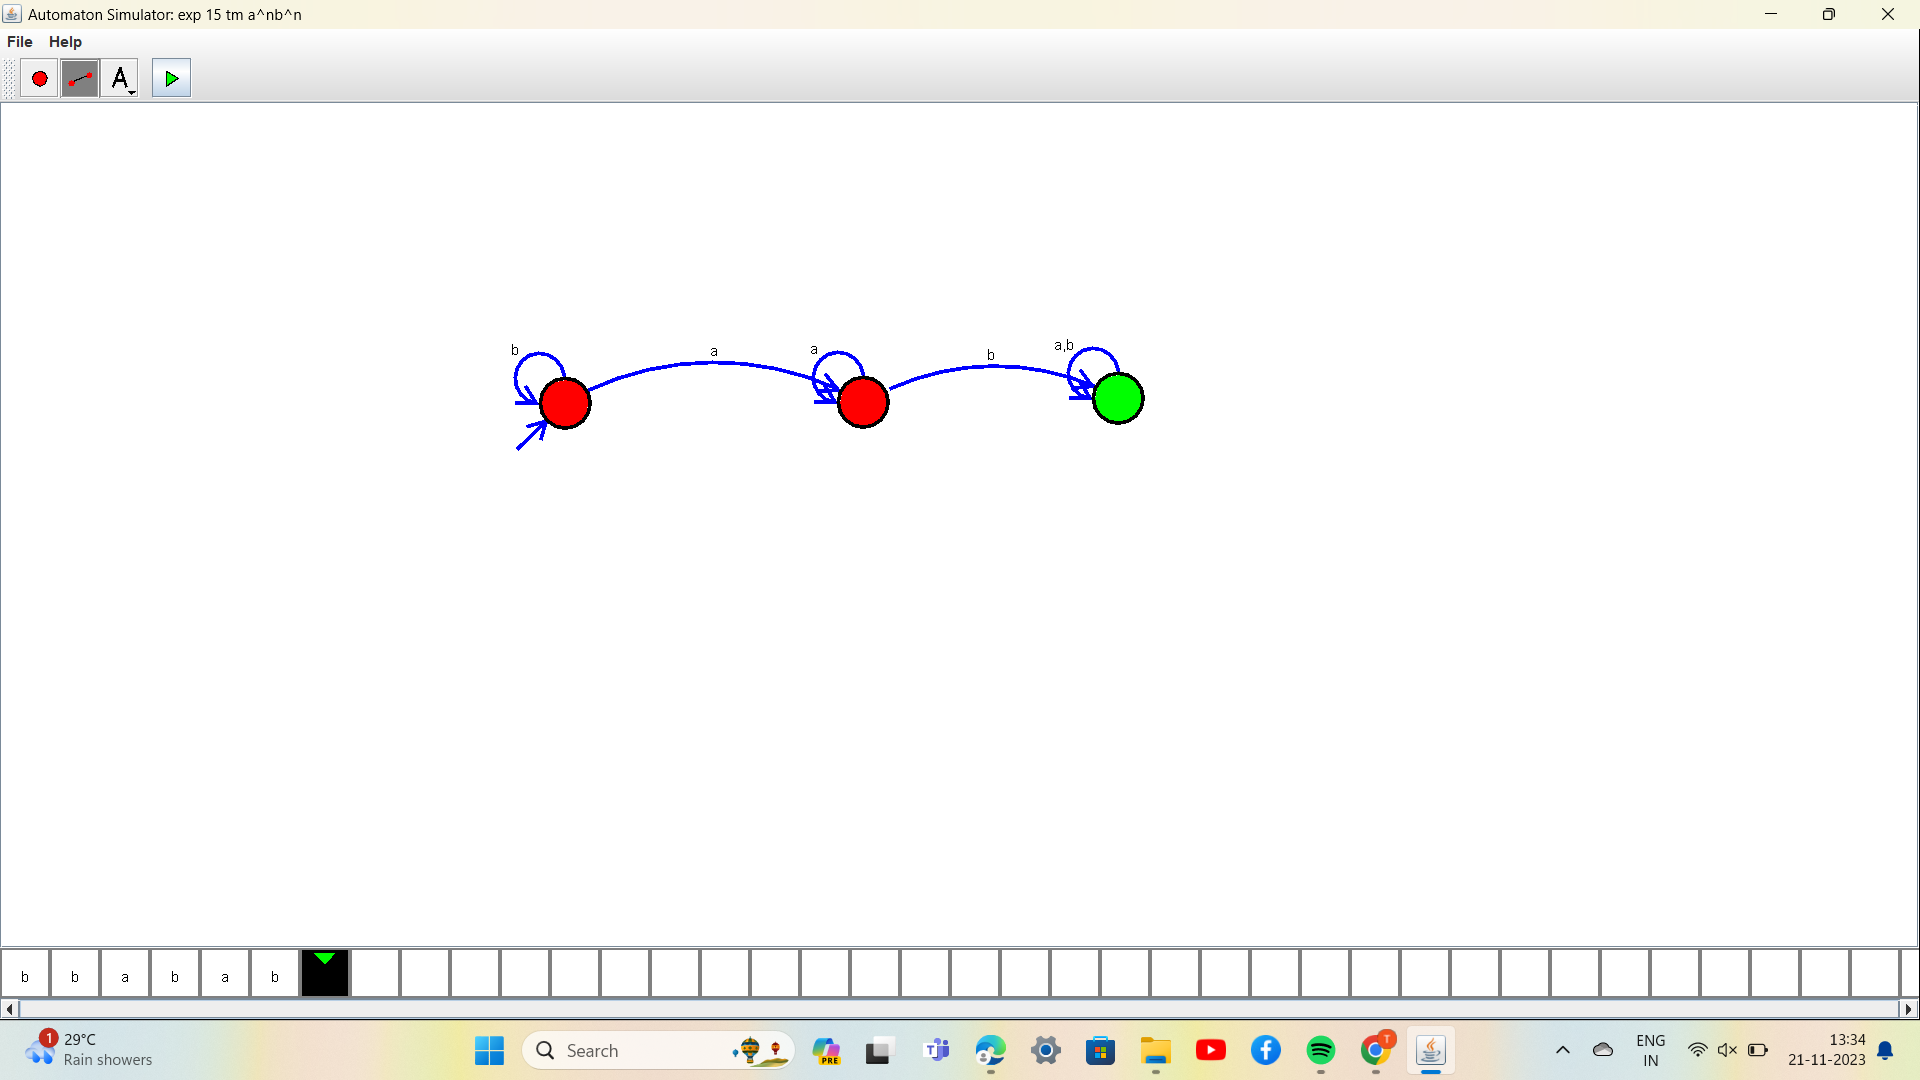 Automaton Simulator: exp 15 tm a^nb^n
File Help
A
b a a b a,b
b b a b a b
1
29°C
Rain showers
Search
PRE
T
ENG
IN
13:34
21-11-2023